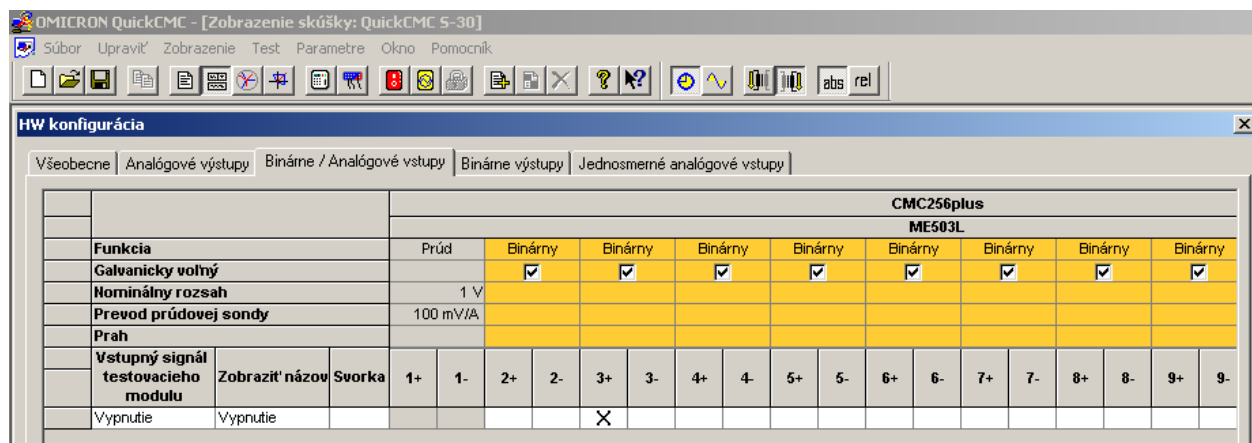 OMICRON QuickCMC - [Zobrazenie skúšky: QuickCMC S-30]
Súbor Upraviť Zobrazenie Test Parametre Okno Pomocník
abs rel
HW konfigurácia
Všeobecne Analógové výstupy Binárne / Analógové vstupy Binárne výstupy Jednosmerné analógové vstupy
CMC256plus
ME503L
Funkcia Prúd Binárny Binárny Binárny Binárny Binárny Binárny Binárny Binárny
Galvanicky voľný
Nominálny rozsah 1 V
Prevod prúdovej sondy 100 mV/A
Prah
Vstupný signál testovacieho modulu Zobraziť názov Svorka 1+ 1- 2+ 2- 3+ 3- 4+ 4- 5+ 5- 6+ 6- 7+ 7- 8+ 8- 9+ 9-
Vypnutie Vypnutie X